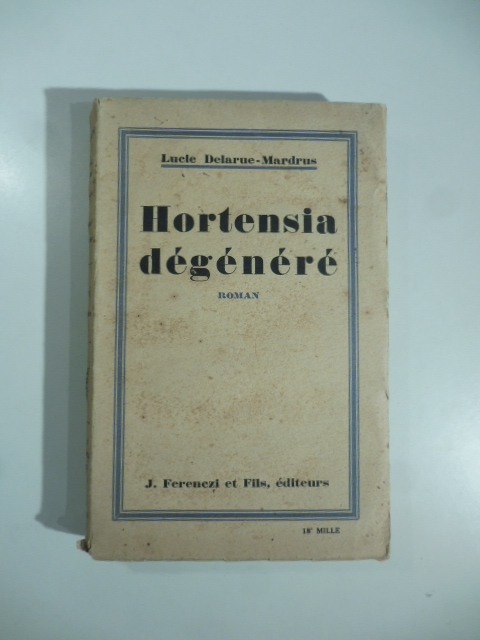 Lucie Delarue-Mardrus
Hortensia
dégénéré
ROMAN
J. Ferenczi et Fils, éditeurs
18e MILLE